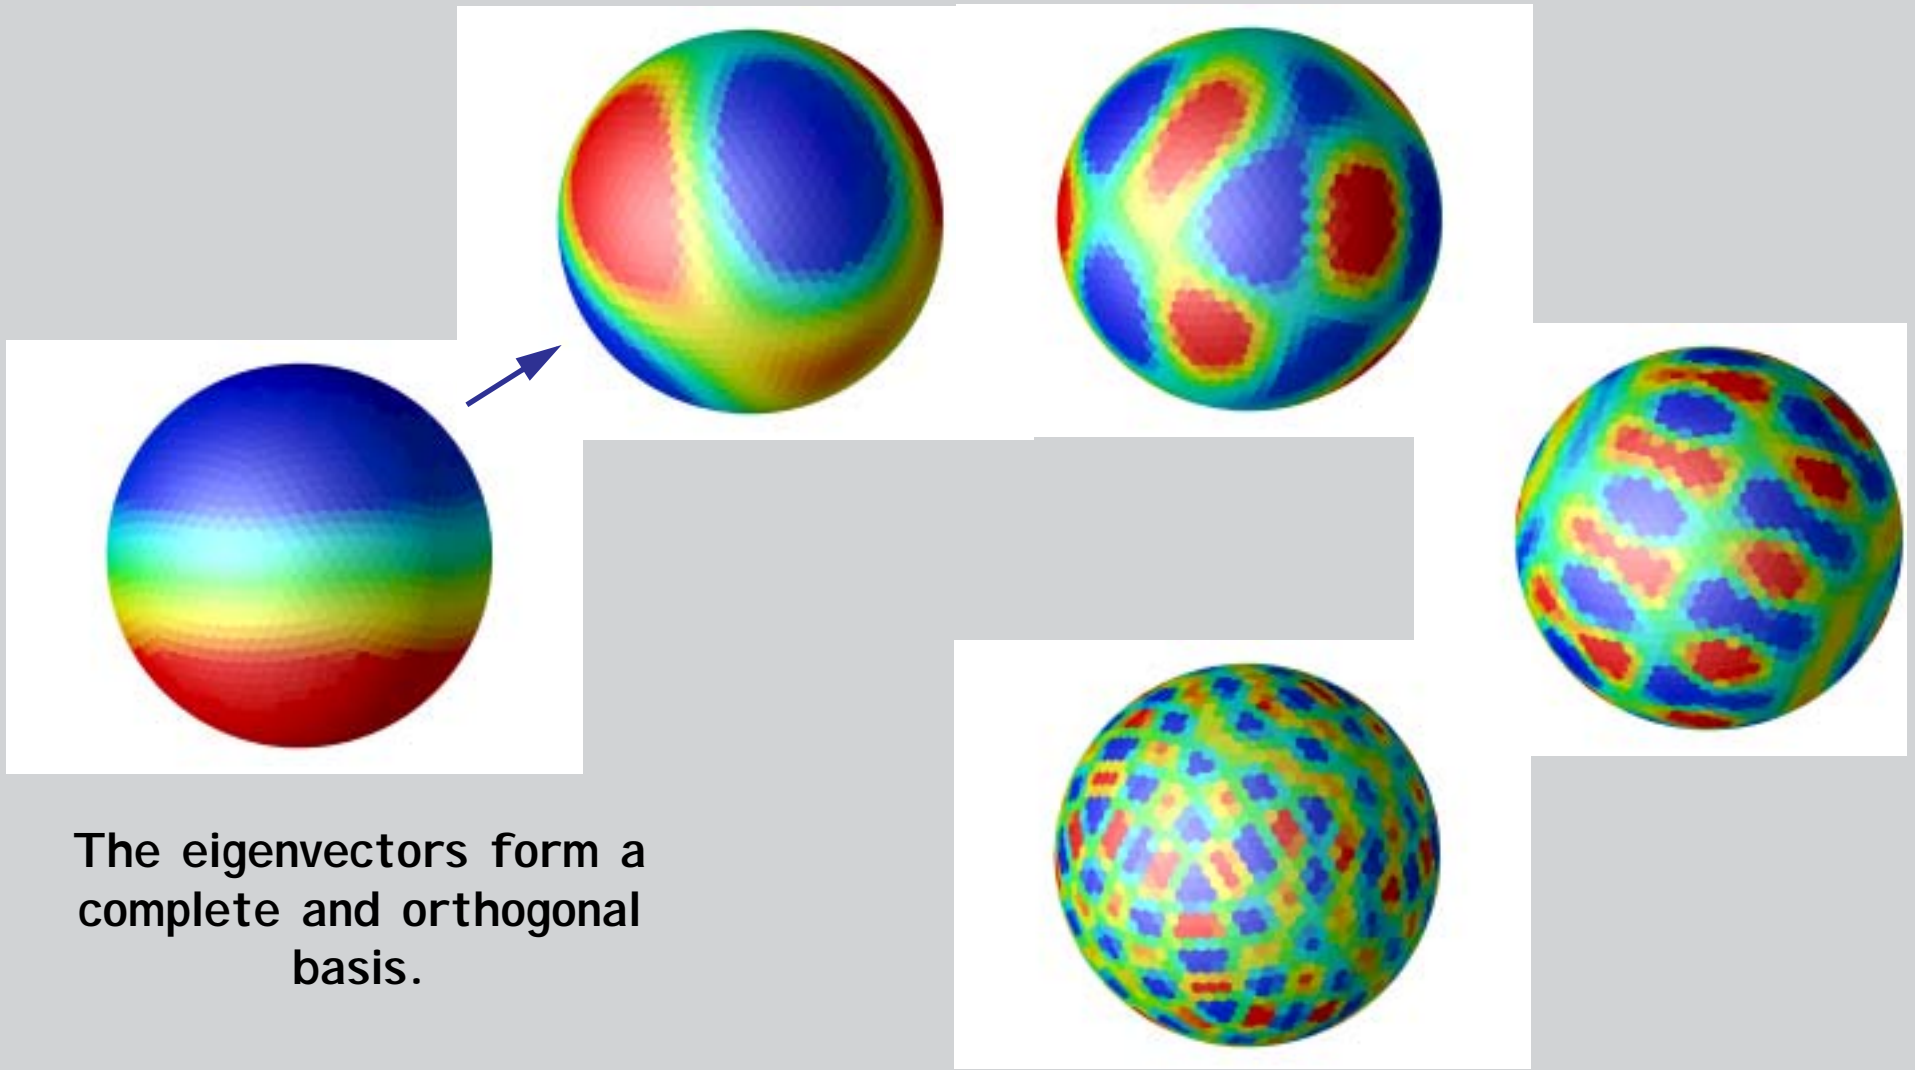 The eigenvectors form a
complete and orthogonal
basis.